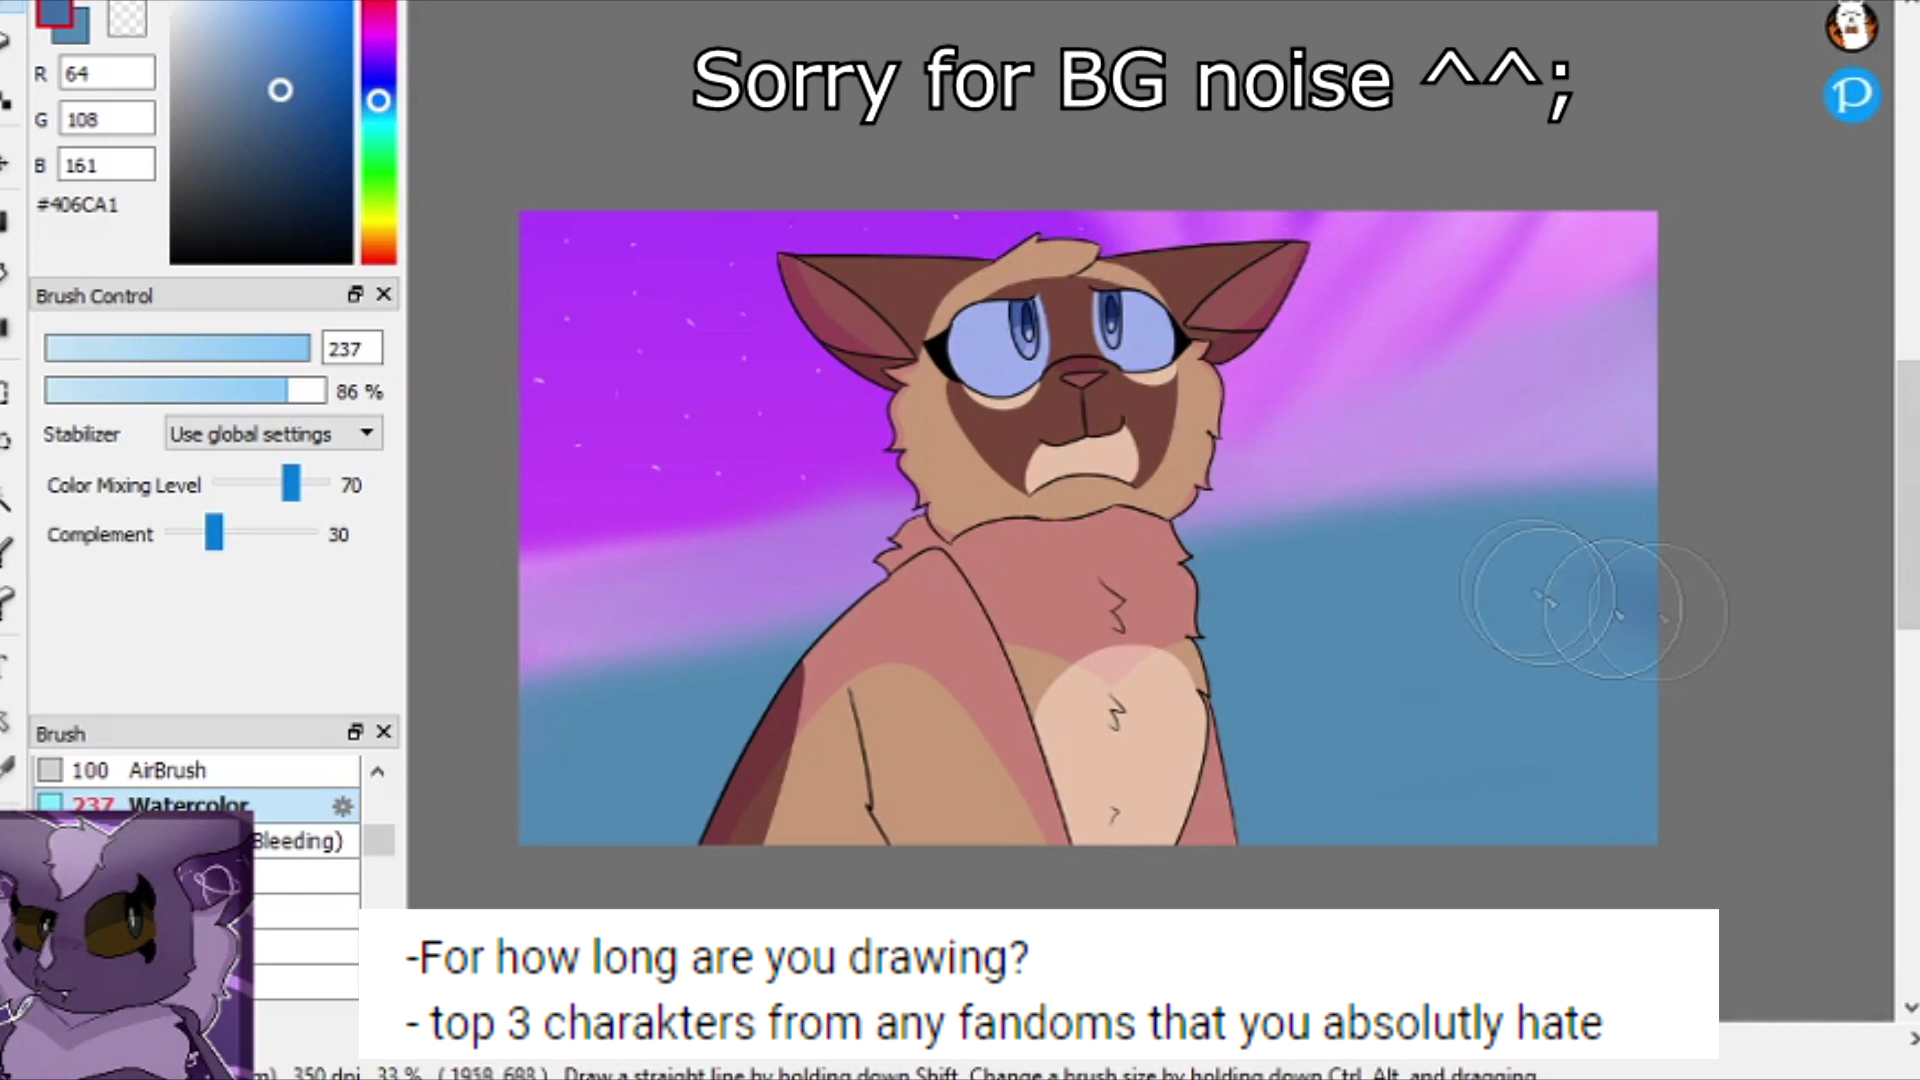 Sorry for BG noise ^^;
R 64
G 108
B 161
#406CA1
Brush Control
237
86 %
Stabilizer Use global settings
Color Mixing Level 70
Complement 30
Brush
100 AirBrush
237 Watercolor
Bleeding)
-For how long are you drawing?
- top 3 charakters from any fandoms that you absolutly hate
m) 350 dpi 33 % ( 1958, 693 ) Draw a straight line by holding down Shift, Change a brush size by holding down Ctrl, Alt, and dragging